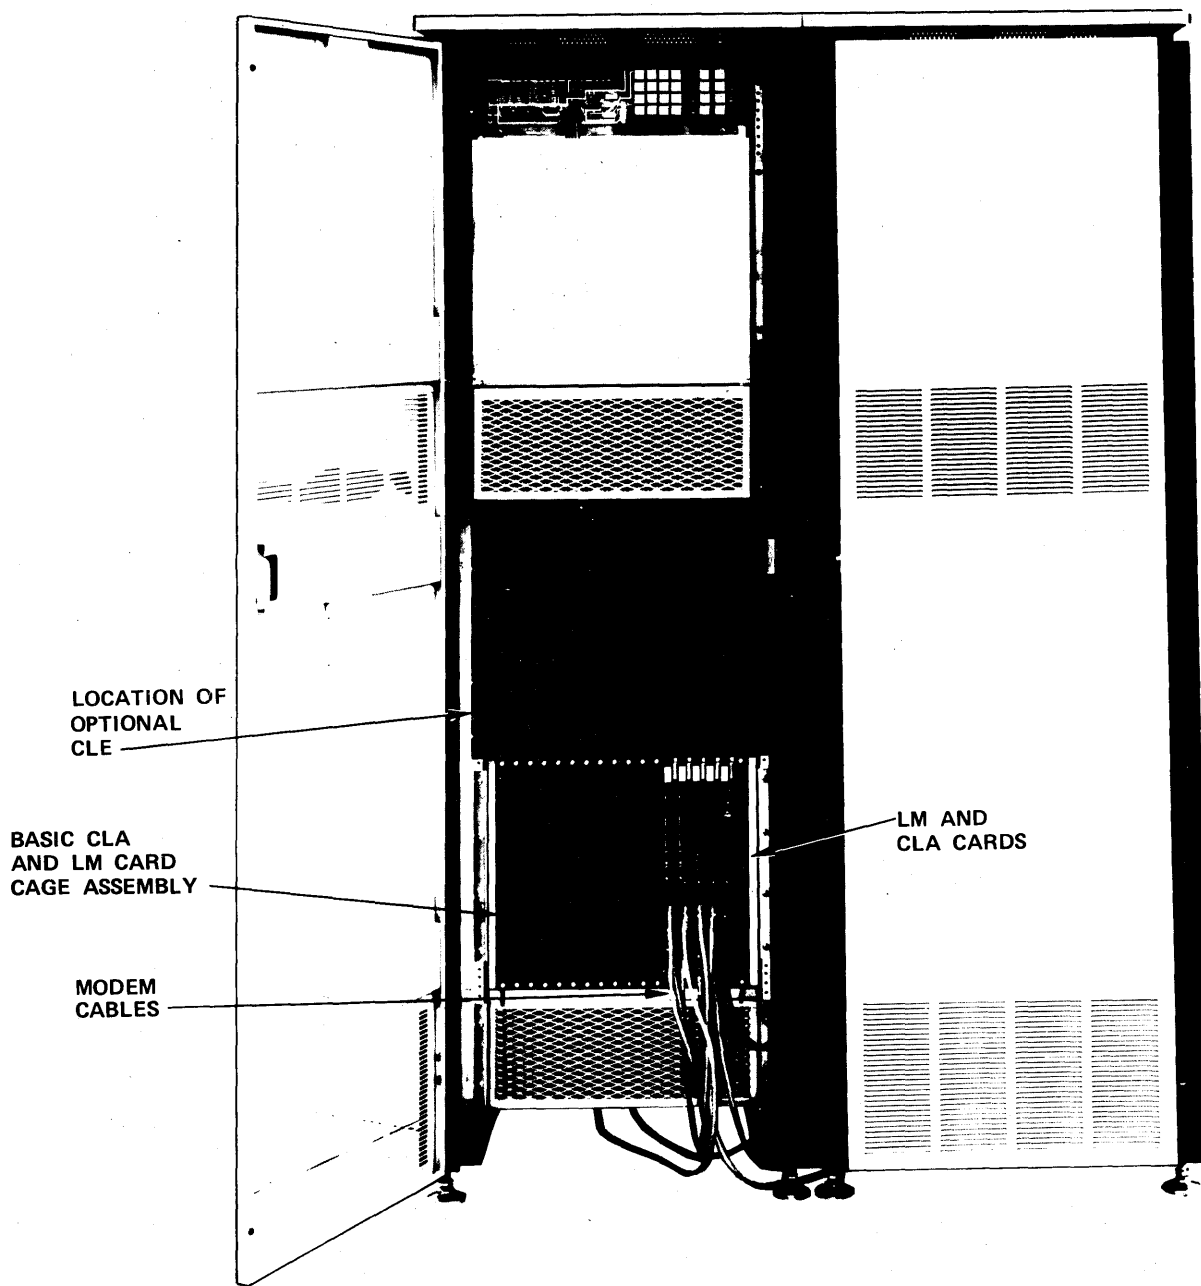 LOCATION OF
OPTIONAL
CLE
BASIC CLA
AND LM CARD
CAGE ASSEMBLY
LM AND
CLA CARDS
MODEM
CABLES